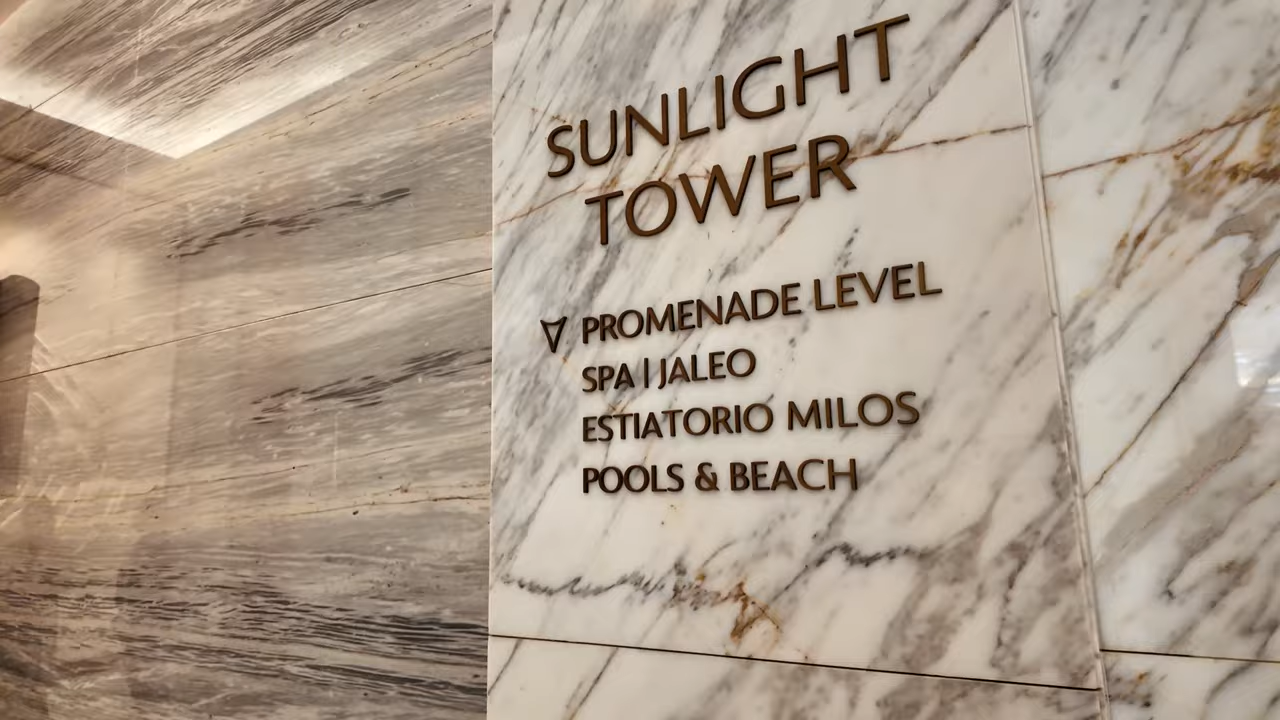 SUNLIGHT
TOWER
PROMENADE LEVEL
SPA | JALEO
ESTIATORIO MILOS
POOLS & BEACH